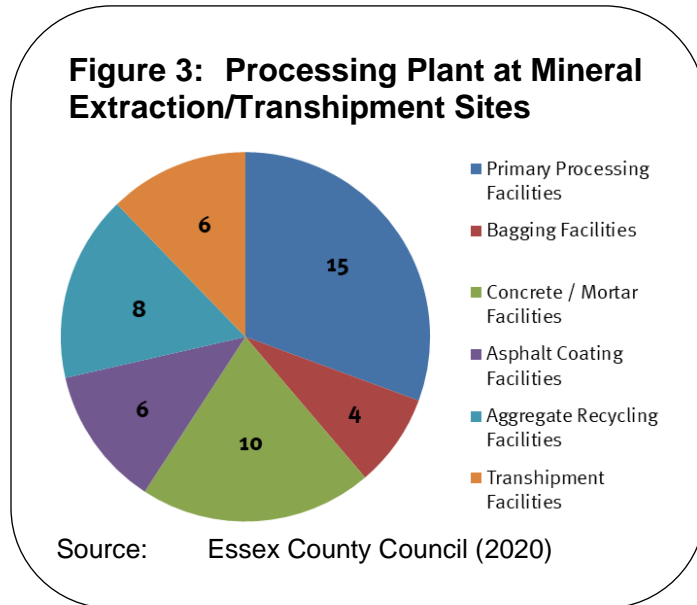 Figure 3: Processing Plant at Mineral
Extraction/Transhipment Sites
Primary Processing
Facilities
Bagging Facilities
Concrete / Mortar
Facilities
Asphalt Coating
Facilities
Aggregate Recycling
Facilities
Transhipment
Facilities
15
4
10
6
8
6
Source: Essex County Council (2020)